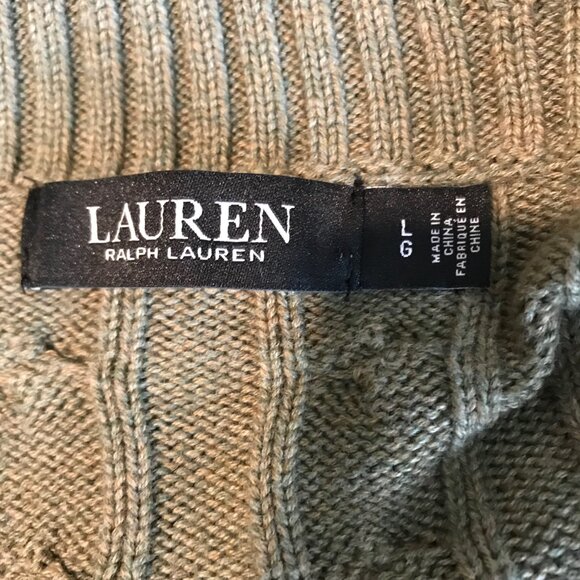 LAUREN
RALPH LAUREN
L
G
MADE IN
CHINA
FABRIQUÉ EN
CHINE